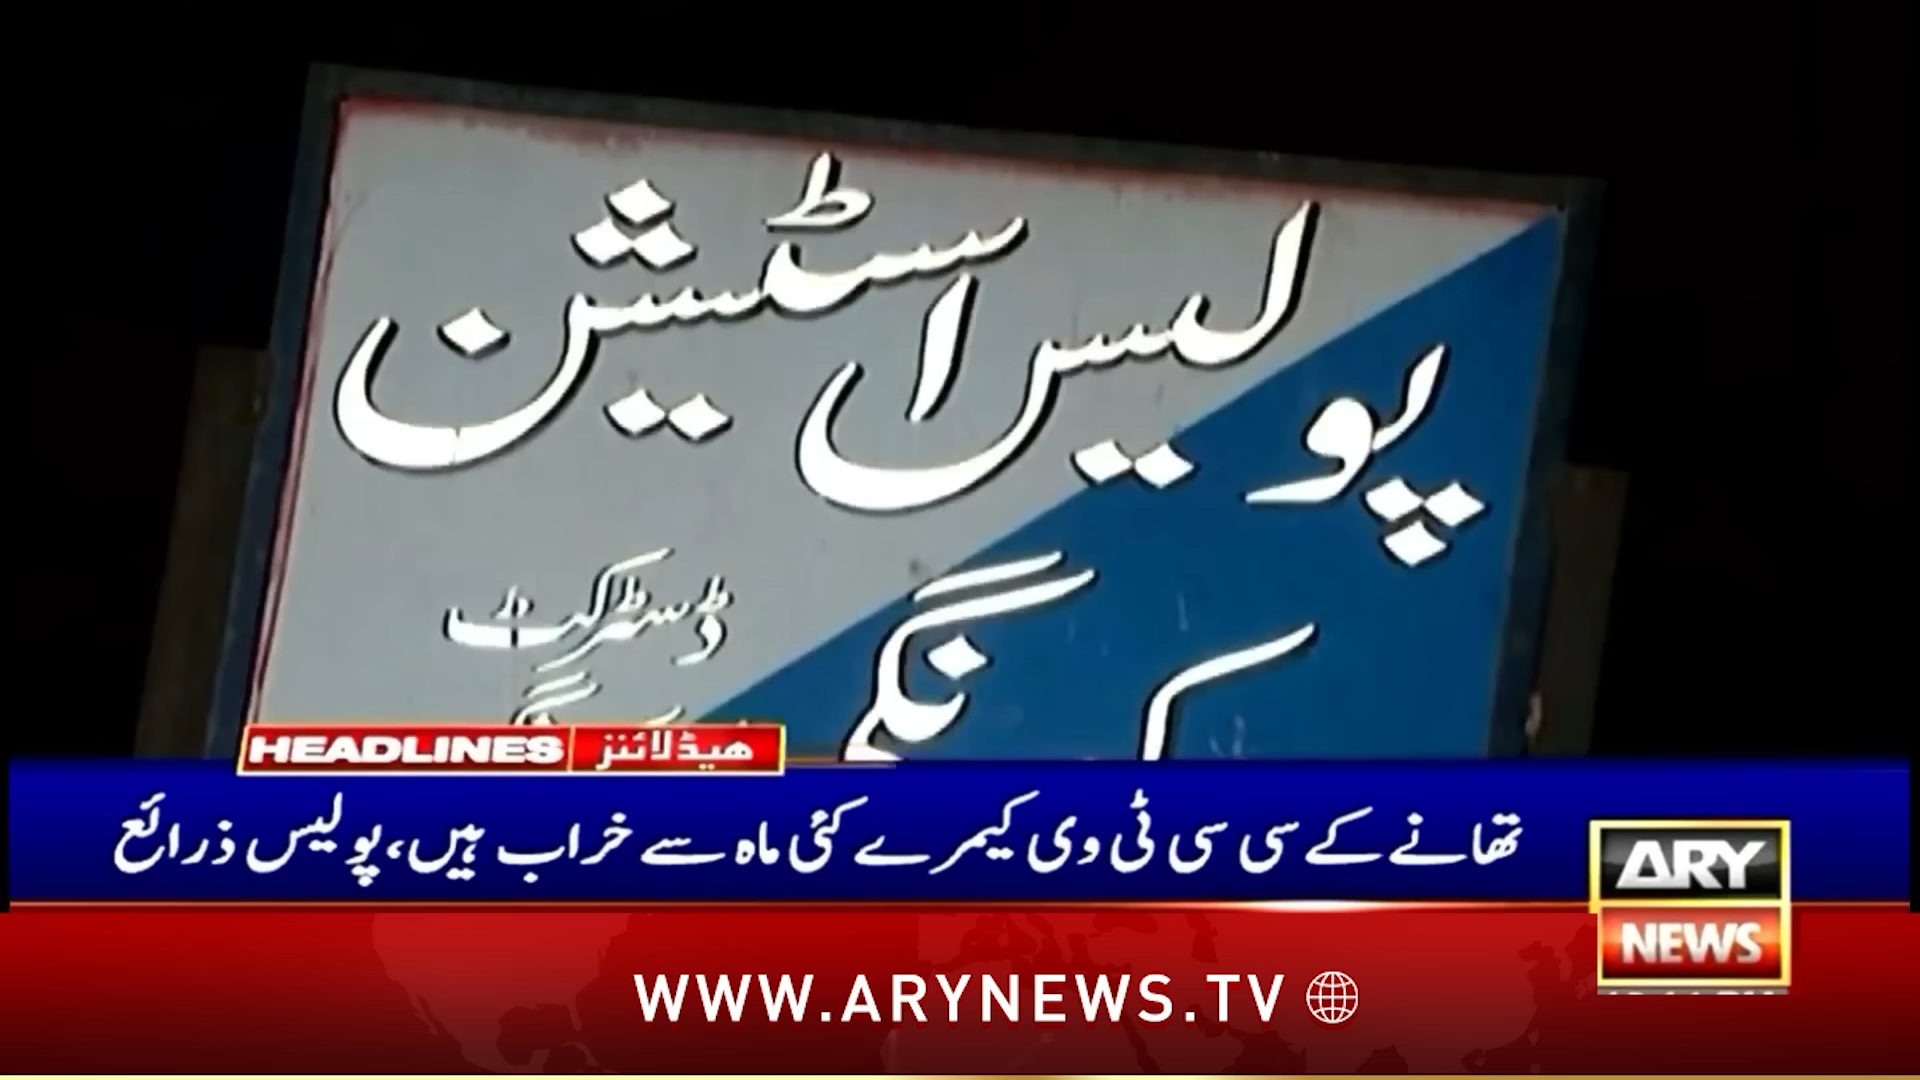 پولیس اسٹیشن
ڈسٹرکٹ
HEADLINES ہیڈلائنز
تھانے کے سی سی ٹی وی کیمرے کئی ماہ سے خراب ہیں، پولیس ذرائع
ARY
NEWS
WWW.ARYNEWS.TV